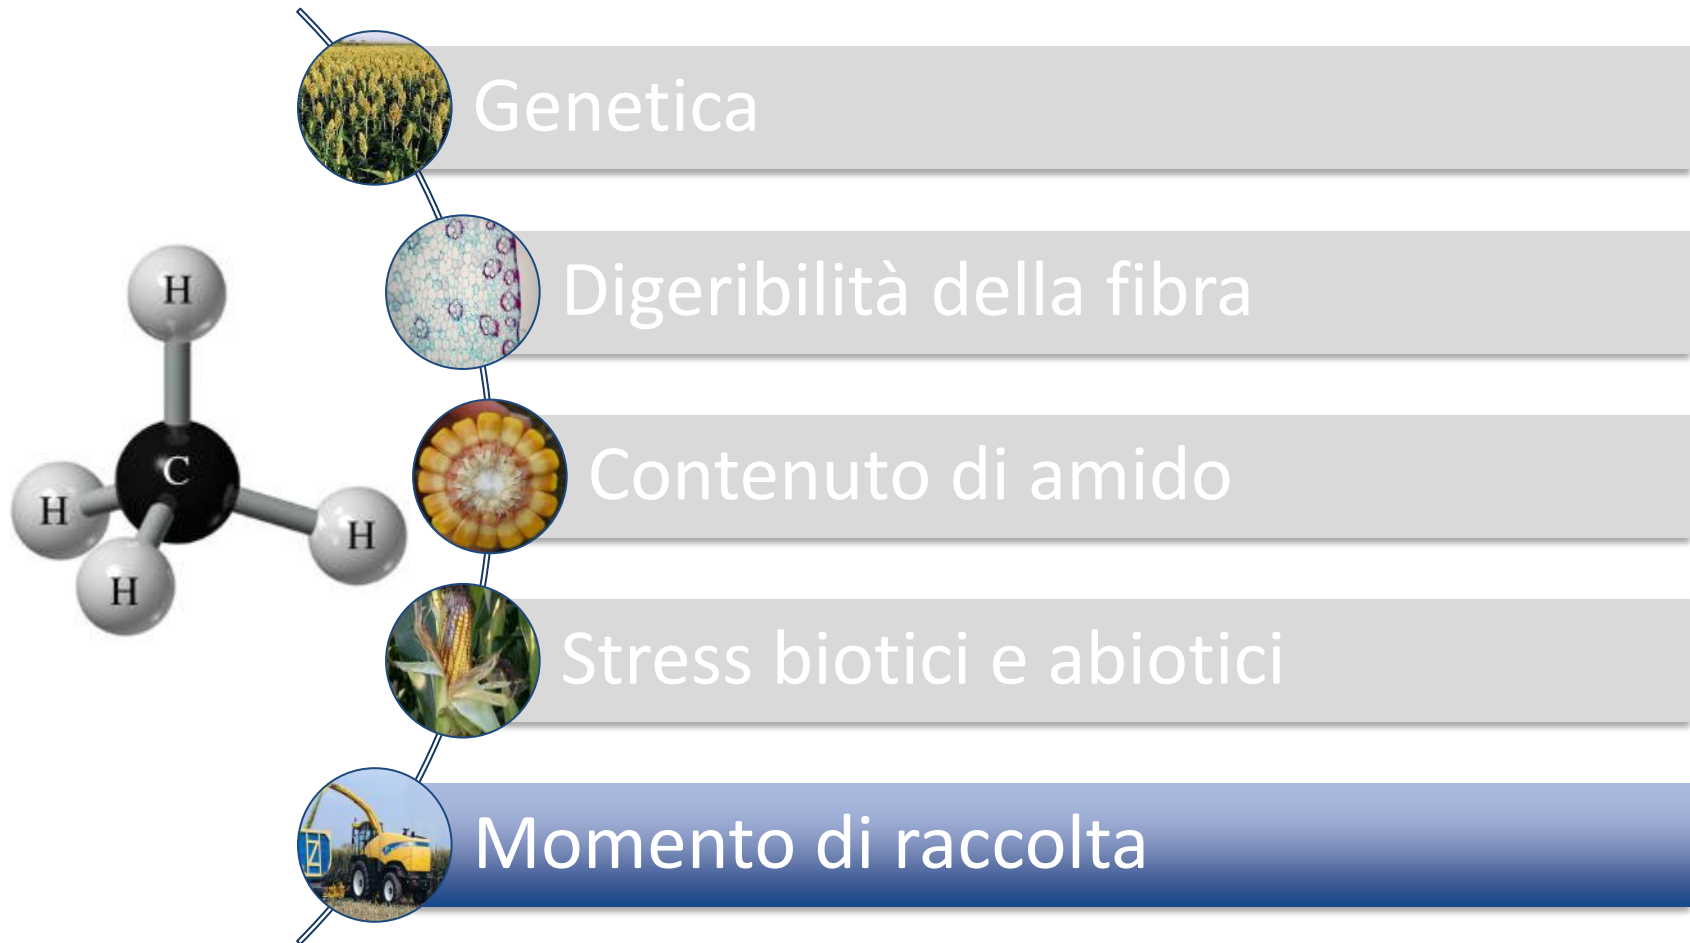 Genetica
Digeribilità della fibra
Contenuto di amido
Stress biotici e abiotici
Momento di raccolta
H
C
H
H
H